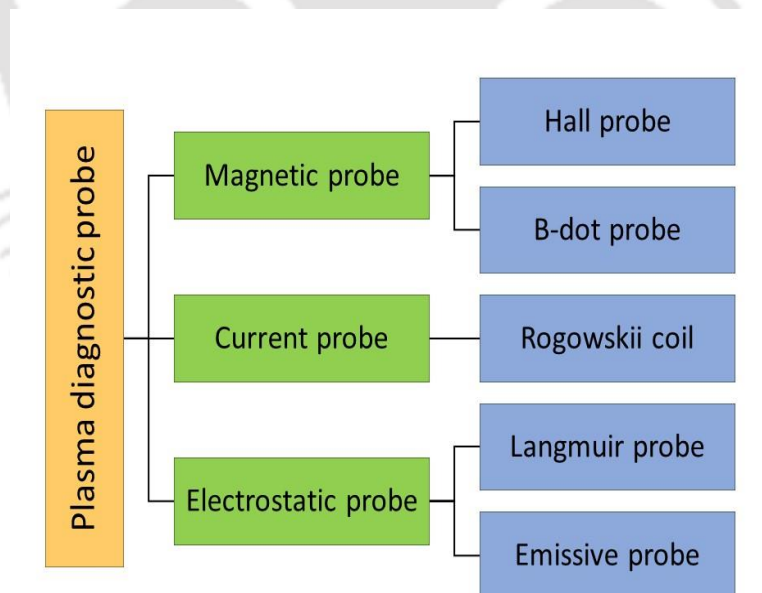 Plasma diagnostic probe
Magnetic probe
Hall probe
B-dot probe
Current probe
Rogowskii coil
Electrostatic probe
Langmuir probe
Emissive probe